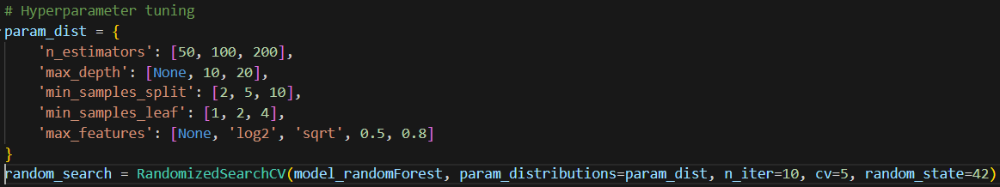 # Hyperparameter tuning
param_dist = {
    'n_estimators': [50, 100, 200],
    'max_depth': [None, 10, 20],
    'min_samples_split': [2, 5, 10],
    'min_samples_leaf': [1, 2, 4],
    'max_features': [None, 'log2', 'sqrt', 0.5, 0.8]
}
random_search = RandomizedSearchCV(model_randomForest, param_distributions=param_dist, n_iter=10, cv=5, random_state=42)